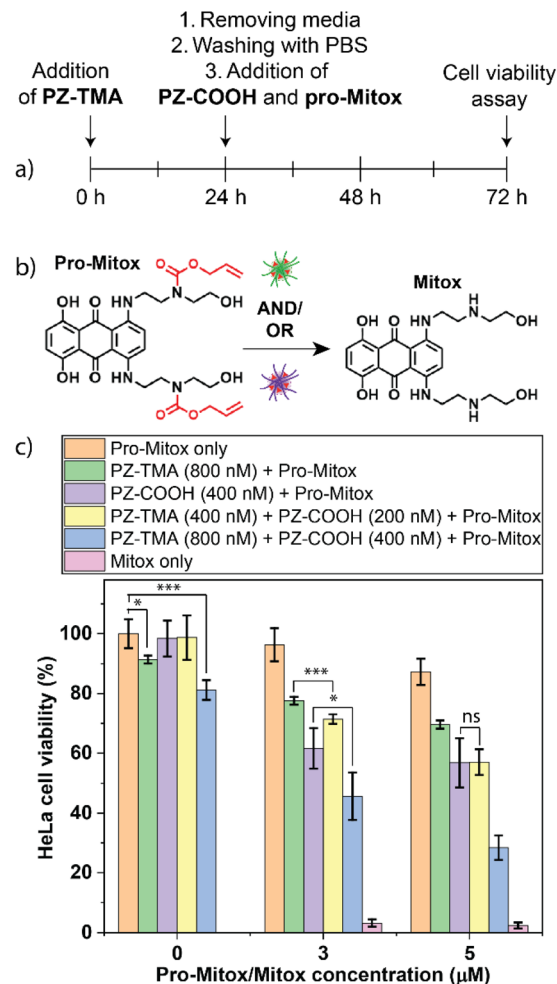 1. Removing media
2. Washing with PBS
3. Addition of
PZ-COOH and pro-Mitox
Addition
of PZ-TMA
Cell viability
assay
a)
0 h
24 h
48 h
72 h
b)
Pro-Mitox
O
O
N
OH
OH
O
HN
AND/
OR
OH
O
HN
N
OH
O
O
Mitox
H
N
OH
OH
O
HN
OH
O
HN
N
H
OH
c)
Pro-Mitox only
PZ-TMA (800 nM) + Pro-Mitox
PZ-COOH (400 nM) + Pro-Mitox
PZ-TMA (400 nM) + PZ-COOH (200 nM) + Pro-Mitox
PZ-TMA (800 nM) + PZ-COOH (400 nM) + Pro-Mitox
Mitox only
HeLa cell viability (%)
100
80
60
40
20
0
***
*
***
*
ns
0
3
5
Pro-Mitox/Mitox concentration (μM)